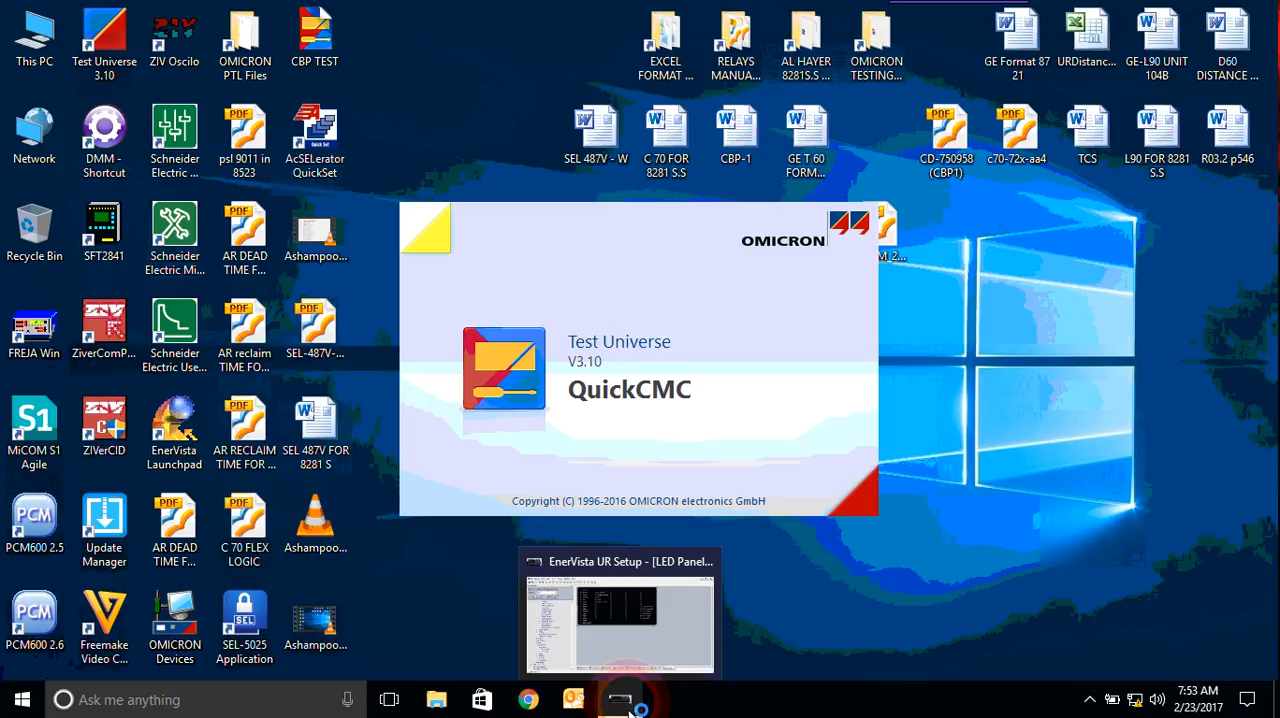 This PC
Test Universe
3.10
ZIV Oscilo
OMICRON
PTL Files
CBP TEST
EXCEL
FORMAT ...
RELAYS
MANUA...
AL HAYER
8281S.S ...
OMICRON
TESTING...
GE Format 87
21
URDistanc...
GE-L90 UNIT
104B
D60
DISTANCE ...
Network
DMM -
Shortcut
Schneider
Electric ...
psl 9011 in
8523
AcSELerator
QuickSet
SEL 487V - W
C 70 FOR
8281 S.S
CBP-1
GE T 60
FORM...
CD-750958
(CBP1)
c70-72x-aa4
TCS
L90 FOR 8281
S.S
R03.2 p546
Recycle Bin
SFT2841
Schneider
Electric Mi...
AR DEAD
TIME F...
Ashampoo...
M_2...
OMICRON
Test Universe
V3.10
QuickCMC
Copyright (C) 1996-2016 OMICRON electronics GmbH
FREJA Win
ZiverComP...
Schneider
Electric Use...
AR reclaim
TIME FO...
SEL-487V-...
MiCOM S1
Agile
ZIVerCID
EnerVista
Launchpad
AR RECLAIM
TIME FOR ...
SEL 487V FOR
8281 S
PCM600 2.5
Update
Manager
AR DEAD
TIME F...
C 70 FLEX
LOGIC
Ashampoo...
EnerVista UR Setup - [LED Panel...
PCM600 2.6
Freemake
Video C...
OMICRON
Devices
SEL-5025
Application
Ashampoo...
Ask me anything
7:53 AM
2/23/2017